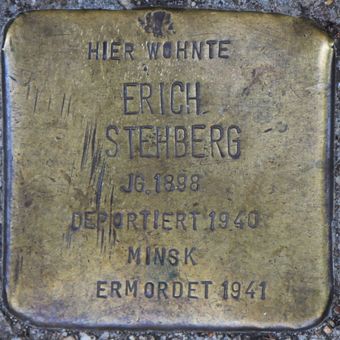 HIER WOHNTE
ERICH
STEHBERG
JG. 1898
DEPORTIERT 1940
MINSK
ERMORDET 1941